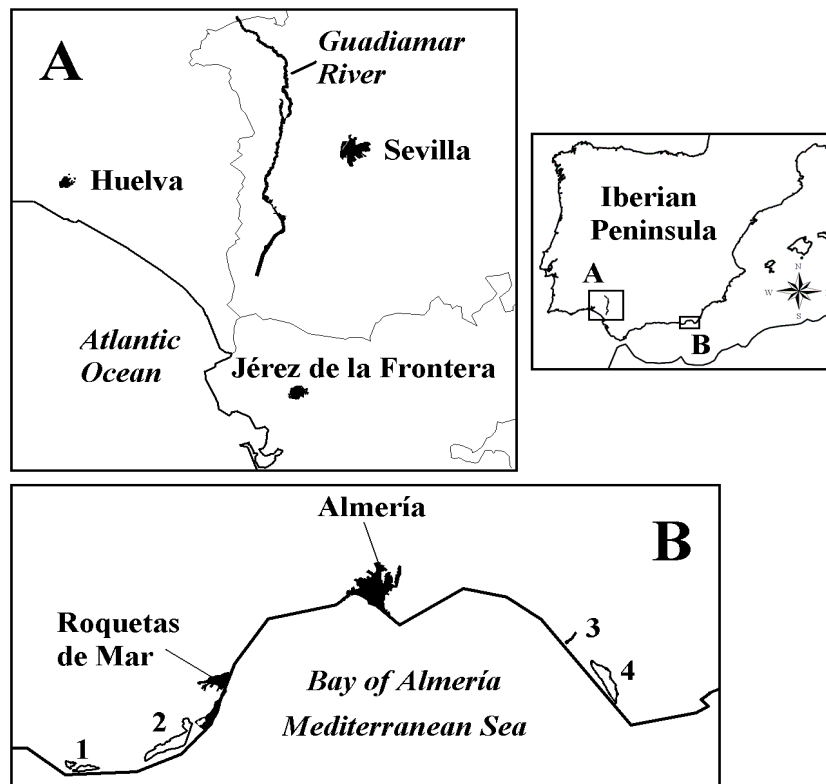 A
Guadiamar
River
Sevilla
Huelva
Atlantic
Ocean
Jérez de la Frontera
Iberian
Peninsula
A
B
N
W
S
Almería
B
Roquetas
de Mar
Bay of Almería
Mediterranean Sea
1
2
3
4